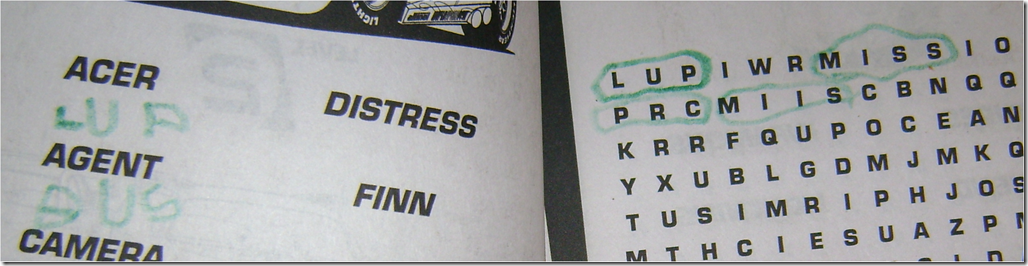 ACER
LUP
AGENT
BUS
CAMERA
DISTRESS
FINN
L U P I W R M I S S I O
P R C M I I S C B N Q Q
K R R F Q U P O C E A N
Y X U B L G D M J M K Q
T U S I M R I P H J O S
M T H C I E S U A Z P